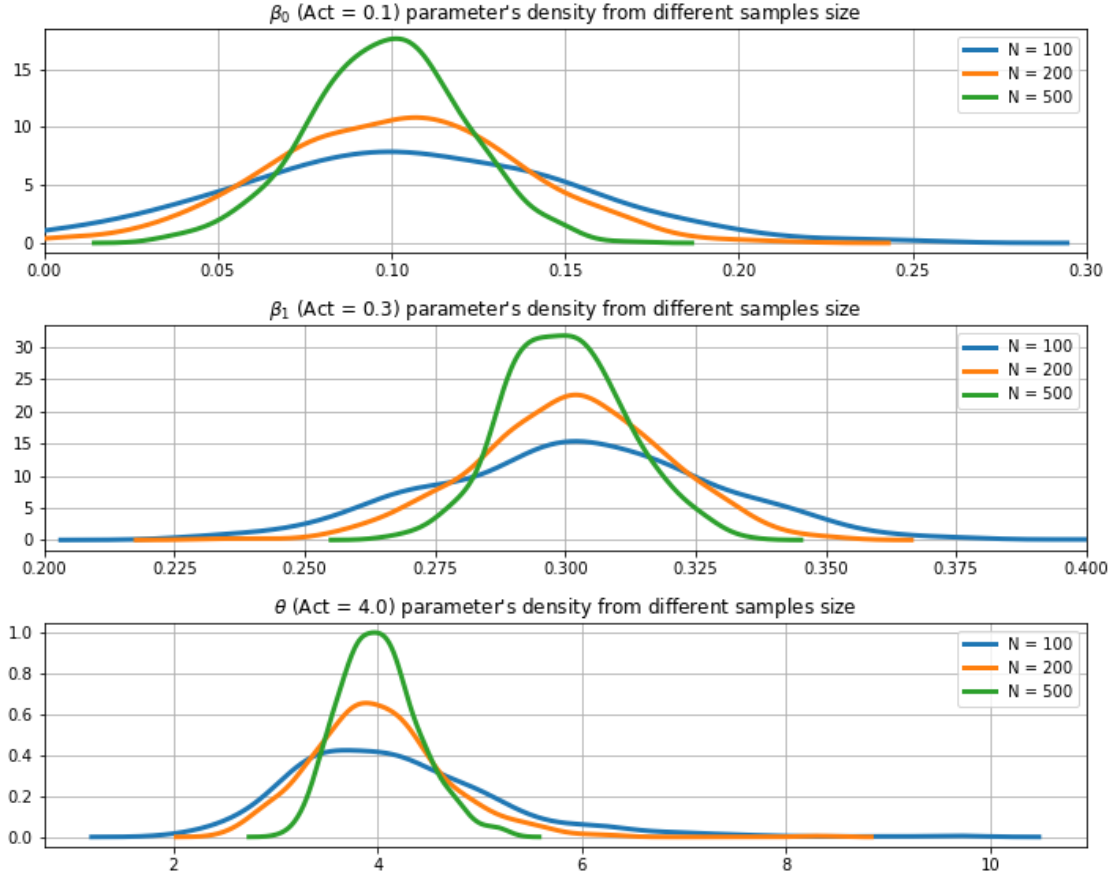 β₀ (Act = 0.1) parameter's density from different samples size
15
10
5
0
0.00 0.05 0.10 0.15 0.20 0.25 0.30
N = 100
N = 200
N = 500
β₁ (Act = 0.3) parameter's density from different samples size
30
25
20
15
10
5
0
0.200 0.225 0.250 0.275 0.300 0.325 0.350 0.375 0.400
N = 100
N = 200
N = 500
θ (Act = 4.0) parameter's density from different samples size
1.0
0.8
0.6
0.4
0.2
0.0
2 4 6 8 10
N = 100
N = 200
N = 500